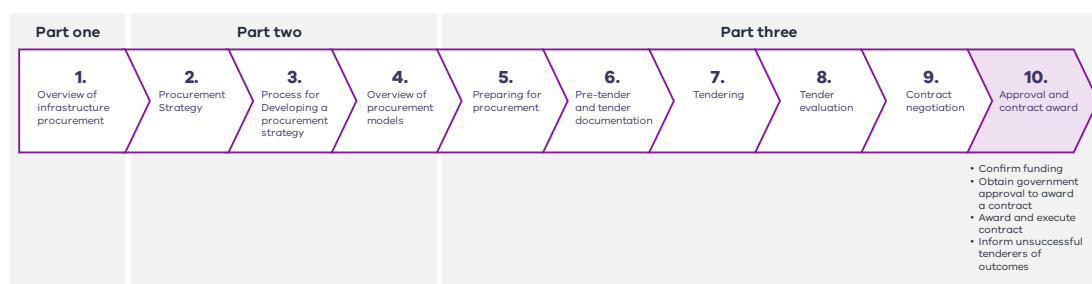 Part one
Part two
Part three
1.
Overview of
infrastructure
procurement
2.
Procurement
Strategy
3.
Process for
Developing a
procurement
strategy
4.
Overview of
procurement
models
5.
Preparing for
procurement
6.
Pre-tender
and tender
documentation
7.
Tendering
8.
Tender
evaluation
9.
Contract
negotiation
10.
Approval and
contract award
• Confirm funding
• Obtain government
approval to award
a contract
• Award and execute
contract
• Inform unsuccessful
tenderers of
outcomes